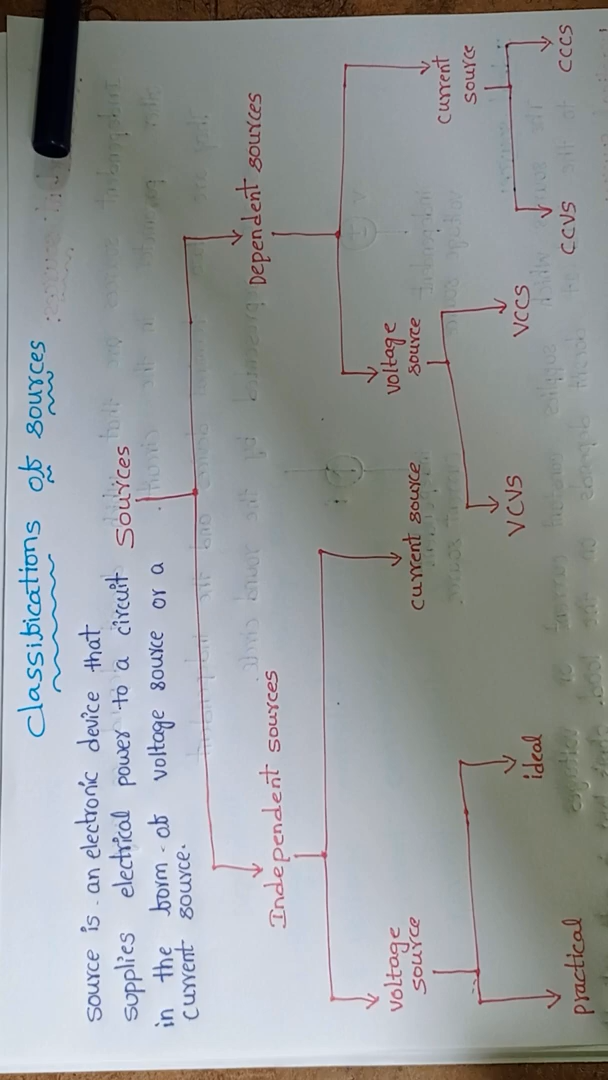 Classifications of sources
source is an electronic device that
supplies electrical power to a circuit
in the form of voltage source or a
current source.
Sources
Independent sources
Dependent sources
Voltage source
current source
Voltage source
current source
practical
ideal
VCVS
VCCS
CCVS
CCCS